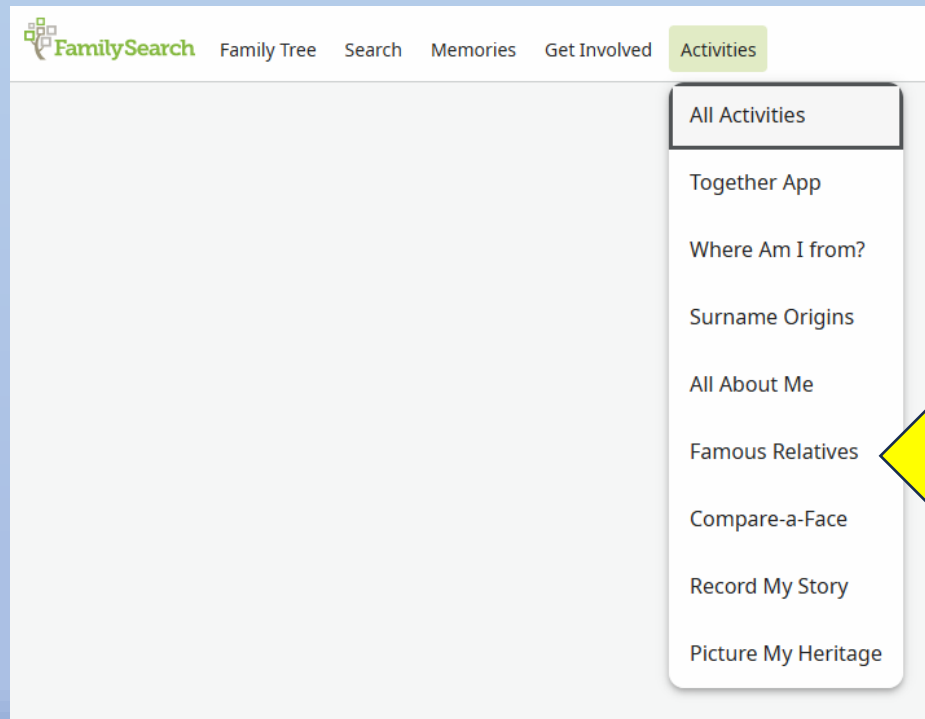 FamilySearch Family Tree Search Memories Get Involved Activities
All Activities
Together App
Where Am I from?
Surname Origins
All About Me
Famous Relatives
Compare-a-Face
Record My Story
Picture My Heritage